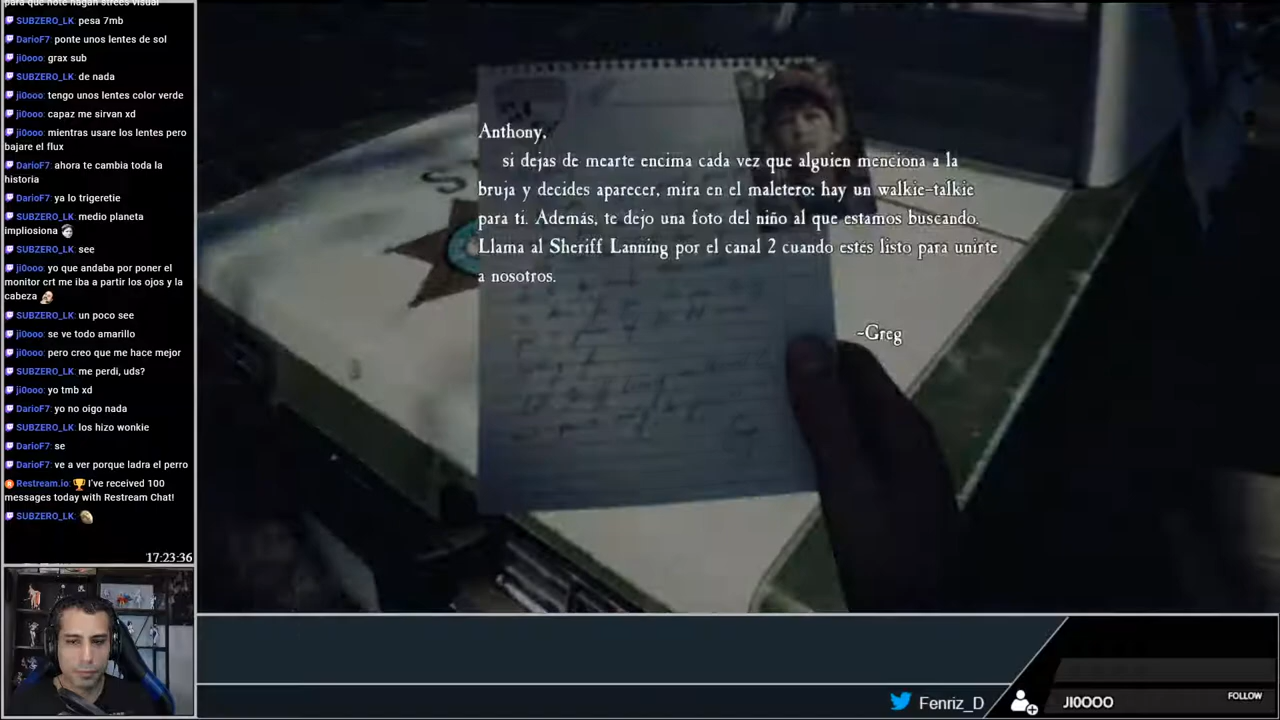 para que note hagan strees visual
SUBZERO_LK: pesa 7mb
DarioF7: ponte unos lentes de sol
ji0ooo: grax sub
SUBZERO_LK: de nada
ji0ooo: tengo unos lentes color verde
ji0ooo: capaz me sirvan xd
ji0ooo: mientras usare los lentes pero
bajare el flux
DarioF7: ahora te cambia toda la
historia
DarioF7: ya lo trigeretie
SUBZERO_LK: medio planeta
impliosiona
SUBZERO_LK: see
ji0ooo: yo que andaba por poner el
monitor crt me iba a partir los ojos y la
cabeza
SUBZERO_LK: un poco see
ji0ooo: se ve todo amarillo
ji0ooo: pero creo que me hace mejor
SUBZERO_LK: me perdi, uds?
ji0ooo: yo tmb xd
DarioF7: yo no oigo nada
SUBZERO_LK: los hizo wonkie
DarioF7: se
DarioF7: ve a ver porque ladra el perro
Restream.io: 🏆 I've received 100
messages today with Restream Chat!
SUBZERO_LK:
17:23:36
Anthony,
si dejas de mearte encima cada vez que alguien menciona a la
bruja y decides aparecer, mira en el maletero: hay un walkie-talkie
para ti. Además, te dejo una foto del niño al que estamos buscando.
Llama al Sheriff Lanning por el canal 2 cuando estes listo para unirte
a nosotros.
-Greg
Fenriz_D
JI0OOO
FOLLOW